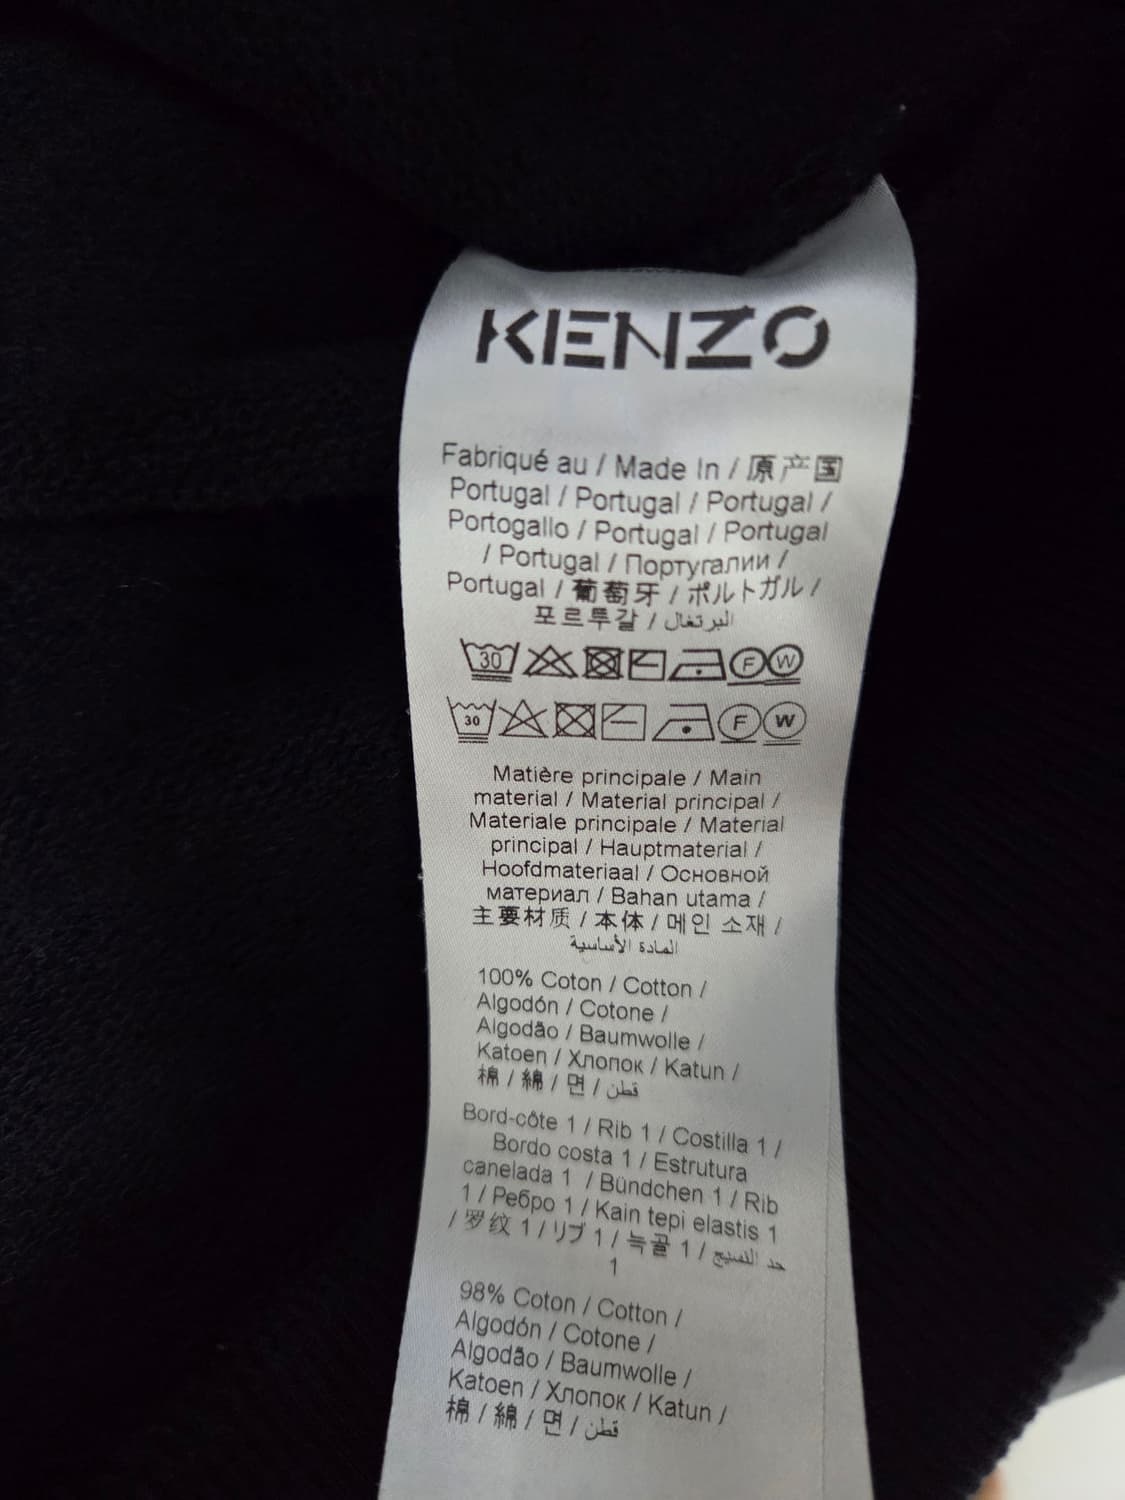 KENZO
Fabriqué au / Made In / 原产国
Portugal / Portugal / Portugal /
Portogallo / Portugal / Portugal
/ Portugal / Португалии /
Portugal / 葡萄牙 / ポルトガル /
포르투갈 / البرتغال
30 F W
30 F W
Matière principale / Main
material / Material principal /
Materiale principale / Material
principal / Hauptmaterial /
Hoofdmateriaal / Основной
материал / Bahan utama /
主要材质 / 本体 / 메인 소재 /
المادة الأساسية
100% Coton / Cotton /
Algodón / Cotone /
Algodão / Baumwolle /
Katoen / Хлопок / Katun /
棉 / 綿 / 면 / قطن
Bord-côte 1 / Rib 1 / Costilla 1 /
Bordo costa 1 / Estrutura
canelada 1 / Bündchen 1 / Rib
1 / Ребро 1 / Kain tepi elastis 1
/ 罗纹 1 / リブ 1 / 늑골 1 / حد النسيج
1
98% Coton / Cotton /
Algodón / Cotone /
Algodão / Baumwolle /
Katoen / Хлопок / Katun /
棉 / 綿 / 면 / قطن